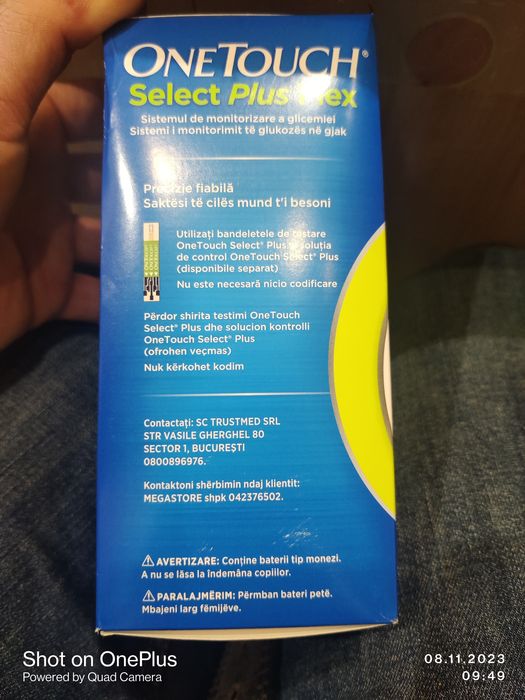 ONETOUCH®
Select Plus
Sistemul de monitorizare a glicemiei
Sistemi i monitorimit të glukozës në gjak
Precizie fiabilă
Saktësi të cilës mund t'i besoni
Utilizați bandeletele de testare
OneTouch Select® Plus soluția
de control OneTouch Select® Plus
(disponibile separat)
Nu este necesară nicio codificare
Përdor shirita testimi OneTouch
Select® Plus dhe solucion kontrolli
OneTouch Select® Plus
(ofrohen veçmas)
Nuk kërkohet kodim
Contactați: SC TRUSTMED SRL
STR VASILE GHERGHEL 80
SECTOR 1, BUCUREȘTI
0800896976.
Kontaktoni shërbimin ndaj klientit:
MEGASTORE shpk 042376502.
⚠ AVERTIZARE: Conține baterii tip monezi.
A nu se lăsa la îndemâna copiilor.
⚠ PARALAJMËRIM: Përmban bateri petë.
Mbajeni larg fëmijëve.
Shot on OnePlus
Powered by Quad Camera
08.11.2023
09:49